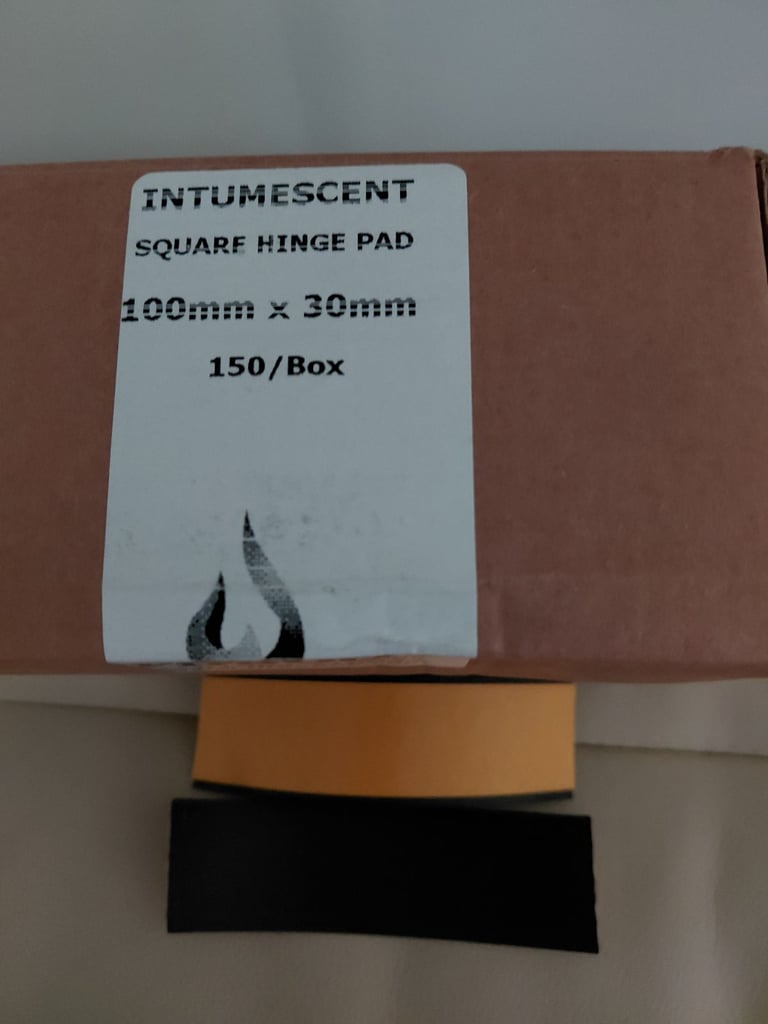 INTUMESCENT
SQUARE HINGE PAD
100mm x 30mm
150/Box